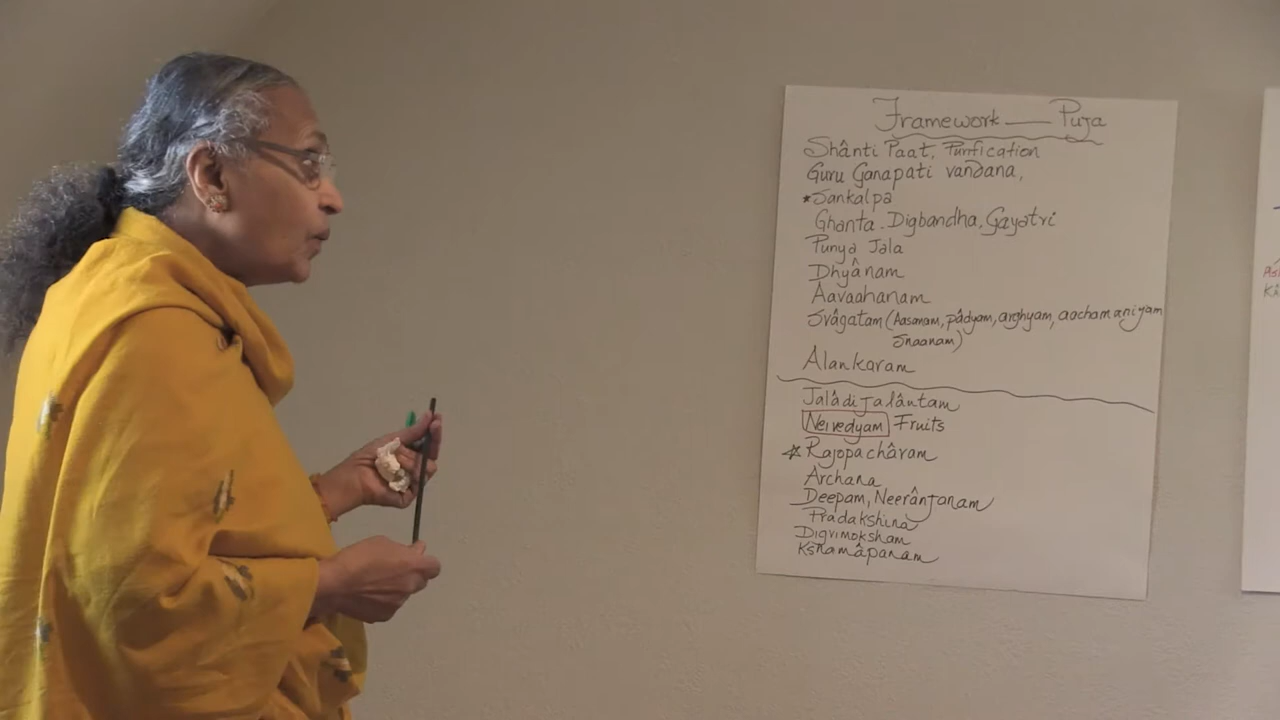 Framework — Puja
Shânti Paat, Purification
Guru Ganapati vandana,
*Sankalpa
Ghanta. Digbandha, Gayatri
Punya Jala
Dhyânam
Aavaahanam
Svâgatam (Aasanam, pâdyam, arghyam, aachamaniyam
Snaanam)
Alankaram
Jalâdi jalântam
Neivedyam Fruits
☆ Rajopachâram
Archana
Deepam, Neerânjanam
Pradakshina
Digvimoksham
Kshamâpanam